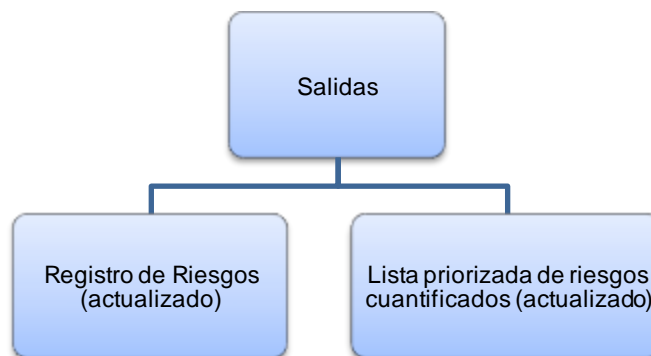 Salidas
Registro de Riesgos
(actualizado)
Lista priorizada de riesgos
cuantificados (actualizado)